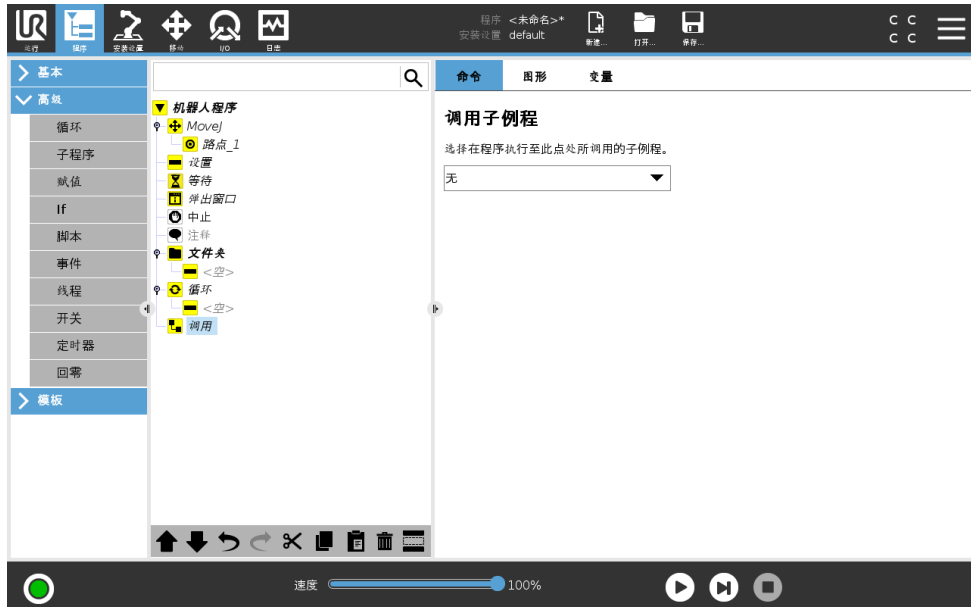 UR
运行
程序
安装设置
移动
I/O
日志
程序 <未命名>*
安装设置 default
新建...
打开...
保存...
C C
C C
基本
高级
循环
子程序
赋值
If
脚本
事件
线程
开关
定时器
回零
模板
机器人程序
MoveJ
路点_1
设置
等待
弹出窗口
中止
注释
文件夹
<空>
循环
<空>
调用
命令 图形 变量
调用子例程
选择在程序执行至此点处所调用的子例程。
无
速度 100%